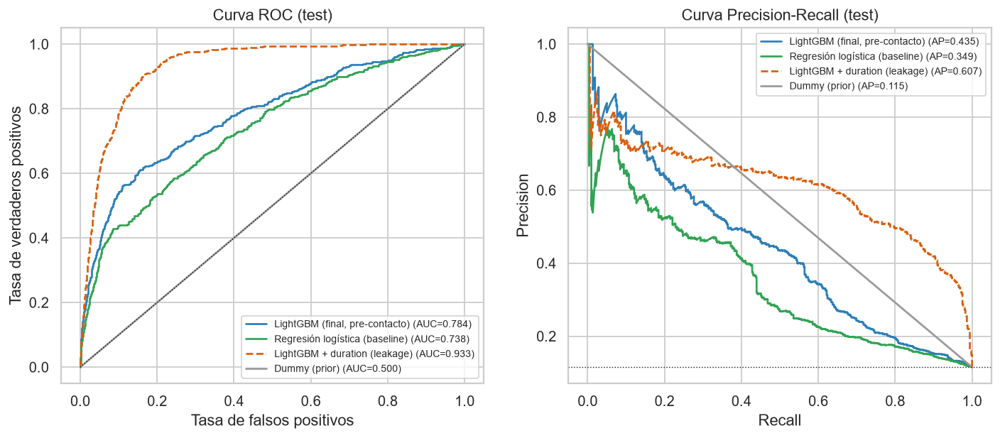 Curva ROC (test)
Tasa de verdaderos positivos
1.0
0.8
0.6
0.4
0.2
0.0
0.0 0.2 0.4 0.6 0.8 1.0
Tasa de falsos positivos
LightGBM (final, pre-contacto) (AUC=0.784)
Regresión logística (baseline) (AUC=0.738)
LightGBM + duration (leakage) (AUC=0.933)
Dummy (prior) (AUC=0.500)
Curva Precision-Recall (test)
Precision
1.0
0.8
0.6
0.4
0.2
0.0 0.2 0.4 0.6 0.8 1.0
Recall
LightGBM (final, pre-contacto) (AP=0.435)
Regresión logística (baseline) (AP=0.349)
LightGBM + duration (leakage) (AP=0.607)
Dummy (prior) (AP=0.115)